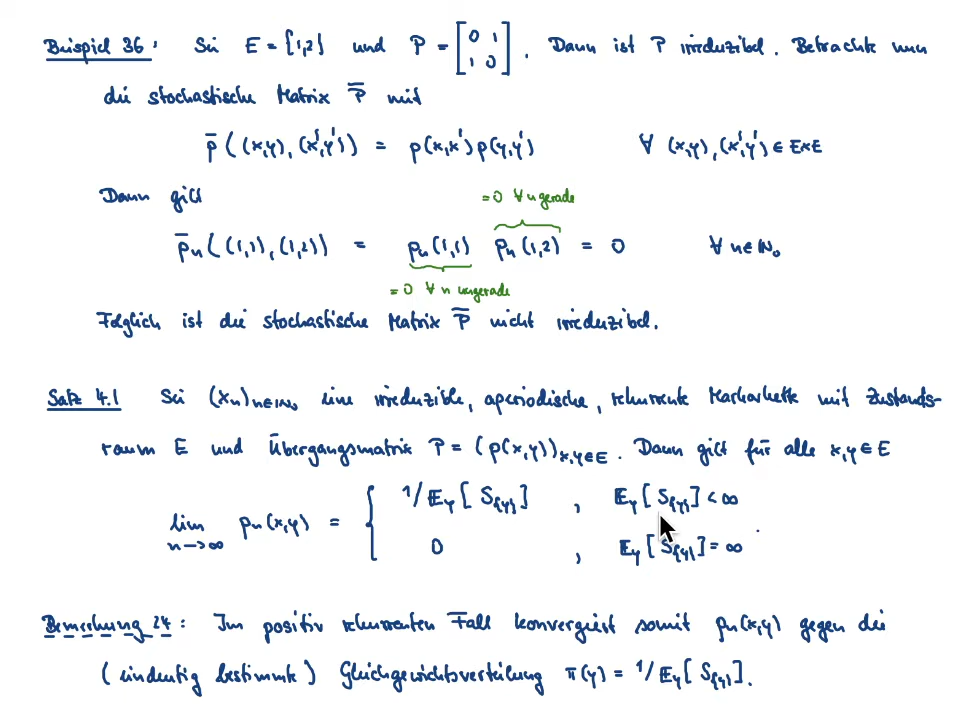 Beispiel 36: Sei E = {1,2} und P = [0 1; 1 0]. Dann ist P irreduzibel. Betrachte nun
die stochastische Matrix P̅ mit
p̅((x,y),(x',y')) = p(x,x')p(y,y') ∀ (x,y),(x',y') ∈ E×E
Dann gilt
=0 ∀ n gerade
p̅ₙ((1,1),(1,2)) = pₙ(1,1) pₙ(1,2) = 0 ∀ n∈ℕ₀
=0 ∀ n ungerade
Folglich ist die stochastische Matrix P̅ nicht irreduzibel.
Satz 4.1 Sei (Xₙ)n∈ℕ₀ eine irreduzible, aperiodische, rekurrente Markovkette mit Zustands-
raum E und Übergangsmatrix P = (p(x,y))x,y∈E. Dann gilt für alle x,y∈E
lim n→∞ pₙ(x,y) = { 1/𝔼y[S{y}] , 𝔼y[S{y}] < ∞
0 , 𝔼y[S{y}] = ∞ .
Bemerkung 24: Im positiv rekurrenten Fall konvergiert somit pₙ(x,y) gegen die
(eindeutig bestimmte) Gleichgewichtsverteilung π(y) = 1/𝔼y[S{y}].